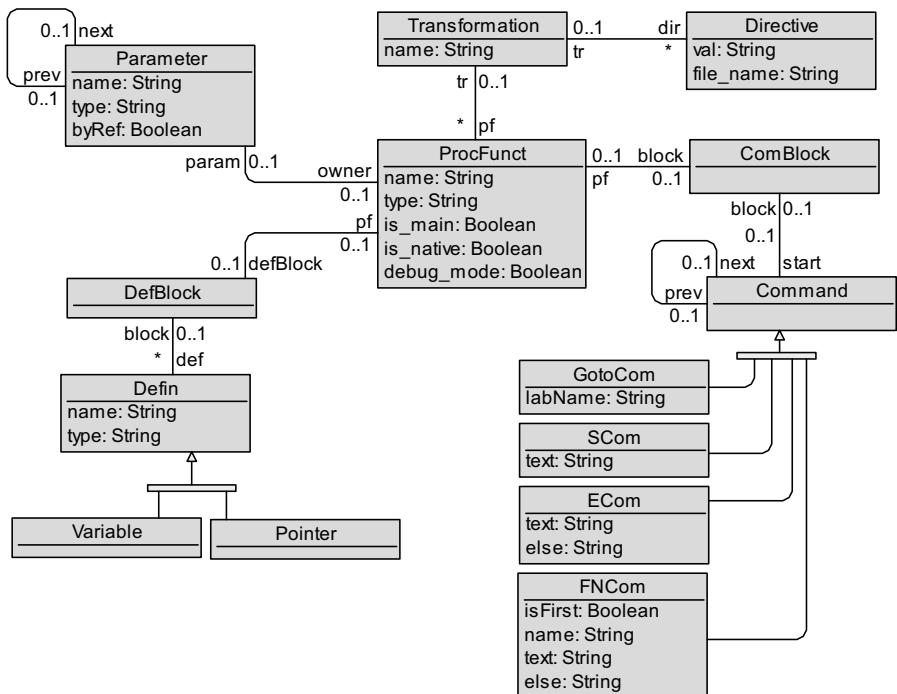 Transformation
name: String
0..1
dir
tr
*
Directive
val: String
file_name: String
0..1
next
prev
0..1
Parameter
name: String
type: String
byRef: Boolean
tr
0..1
*
pf
param
0..1
owner
0..1
ProcFunct
name: String
type: String
is_main: Boolean
is_native: Boolean
debug_mode: Boolean
0..1
block
pf
0..1
ComBlock
block
0..1
0..1
start
pf
0..1
0..1
defBlock
DefBlock
block
0..1
*
def
0..1
next
prev
0..1
Command
Defin
name: String
type: String
Variable
Pointer
GotoCom
labName: String
SCom
text: String
ECom
text: String
else: String
FNCom
isFirst: Boolean
name: String
text: String
else: String